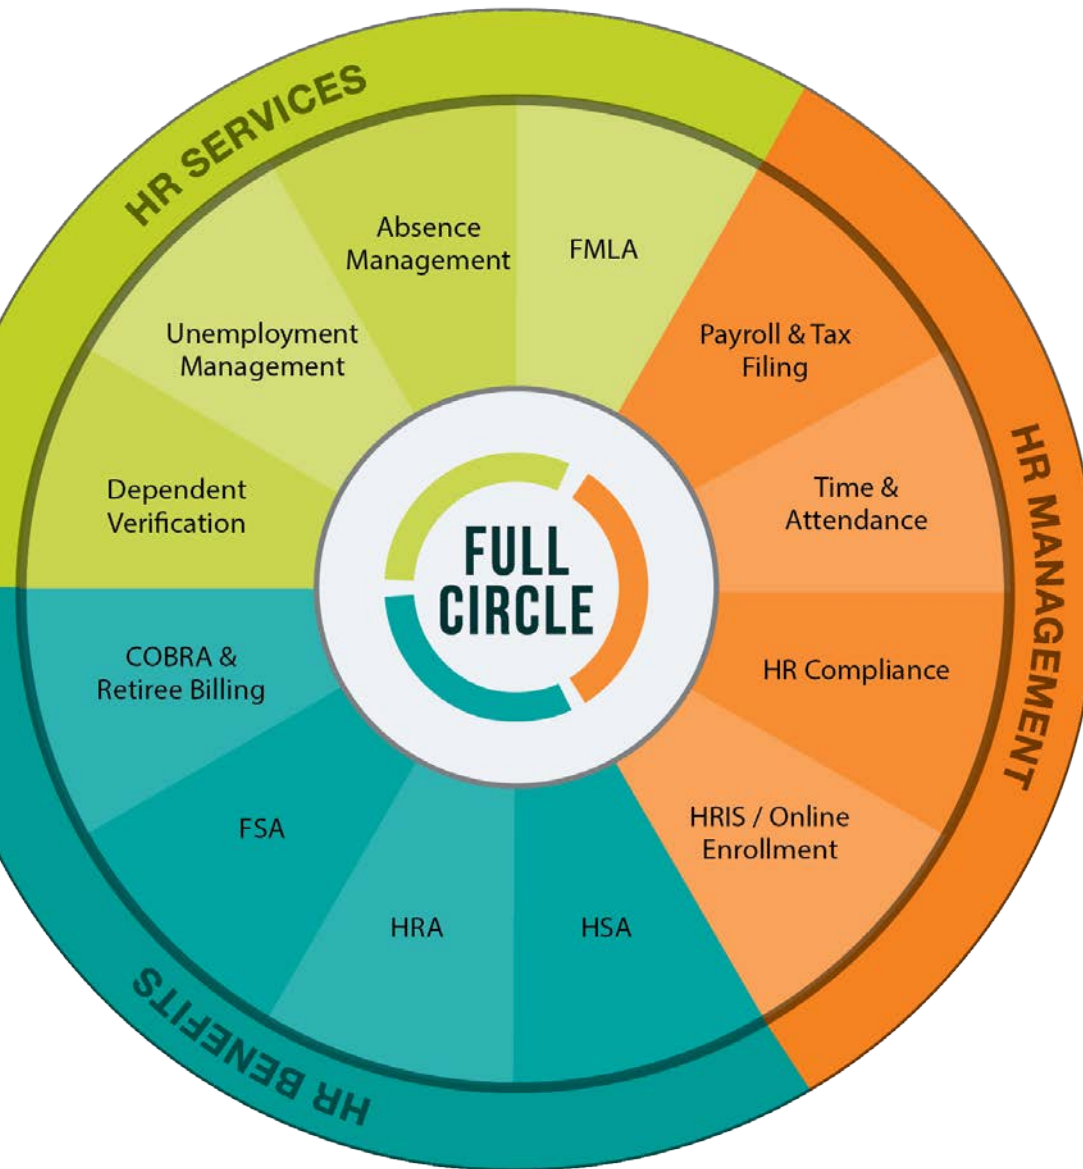 HR SERVICES
Absence
Management
FMLA
Unemployment
Management
Payroll & Tax
Filing
Dependent
Verification
Time &
Attendance
HR MANAGEMENT
FULL
CIRCLE
COBRA &
Retiree Billing
HR Compliance
FSA
HRIS / Online
Enrollment
HRA
HSA
HR BENEFITS